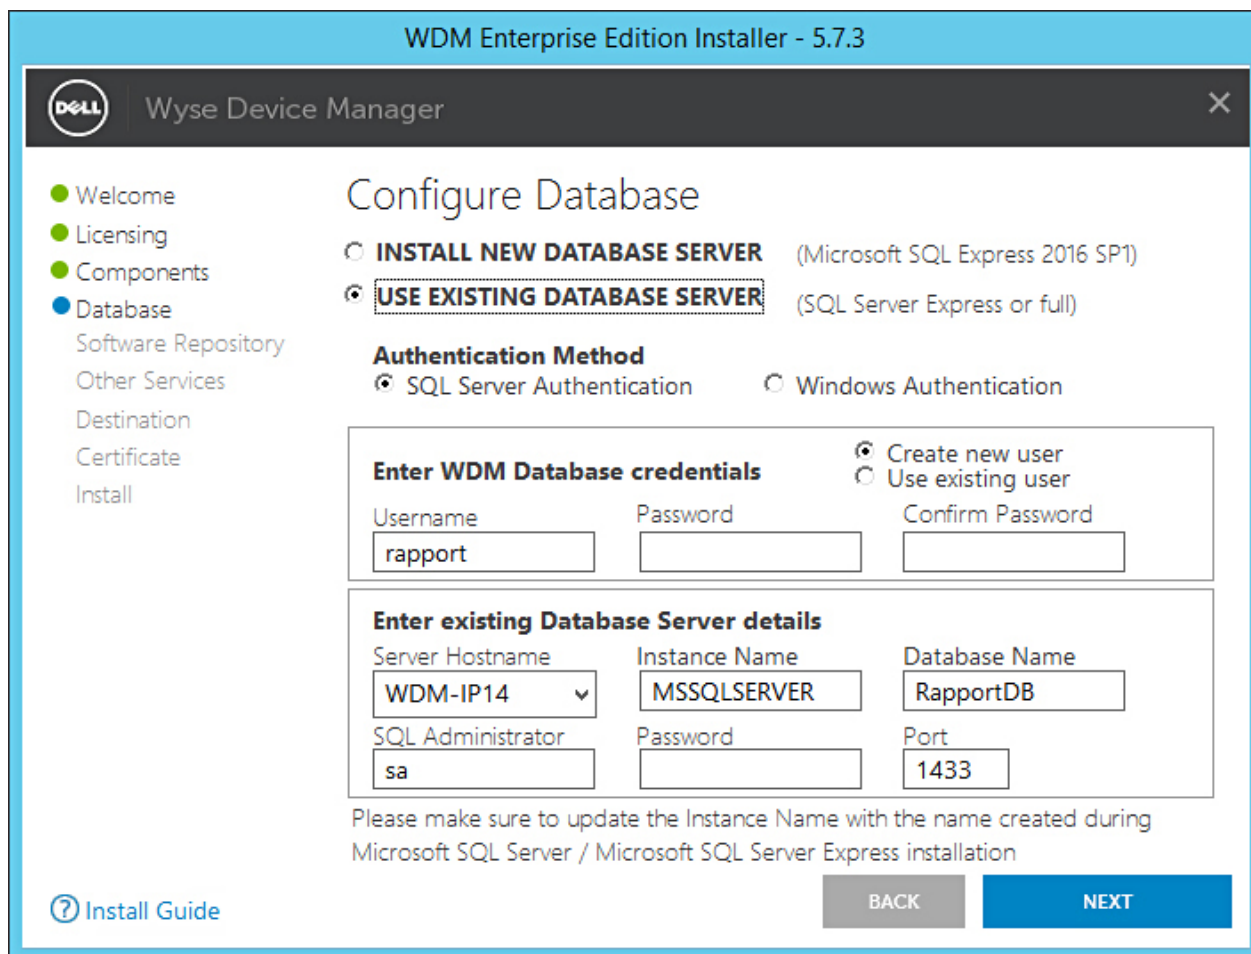 WDM Enterprise Edition Installer - 5.7.3
DELL Wyse Device Manager
Welcome
Licensing
Components
Database
Software Repository
Other Services
Destination
Certificate
Install
Configure Database
INSTALL NEW DATABASE SERVER (Microsoft SQL Express 2016 SP1)
USE EXISTING DATABASE SERVER (SQL Server Express or full)
Authentication Method
SQL Server Authentication Windows Authentication
Enter WDM Database credentials
Create new user
Use existing user
Username Password Confirm Password
rapport
Enter existing Database Server details
Server Hostname Instance Name Database Name
WDM-IP14 MSSQLSERVER RapportDB
SQL Administrator Password Port
sa 1433
Please make sure to update the Instance Name with the name created during
Microsoft SQL Server / Microsoft SQL Server Express installation
? Install Guide
BACK NEXT